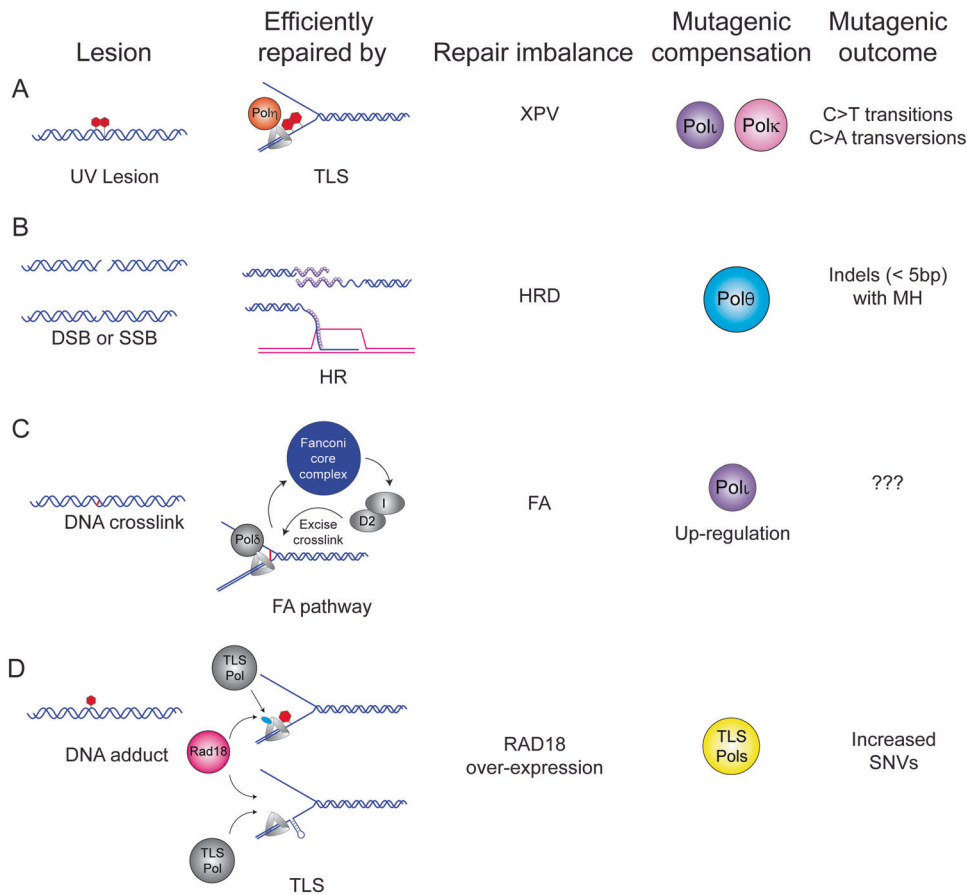 Lesion
Efficiently
repaired by
Repair imbalance
Mutagenic
compensation
Mutagenic
outcome
A
UV Lesion
Polη
TLS
XPV
Polι
Polκ
C>T transitions
C>A transversions
B
DSB or SSB
HR
HRD
Polθ
Indels (< 5bp)
with MH
C
DNA crosslink
Fanconi
core
complex
I
D2
Excise
crosslink
Polδ
FA pathway
FA
Polι
Up-regulation
???
D
DNA adduct
TLS
Pol
Rad18
TLS
Pol
TLS
RAD18
over-expression
TLS
Pols
Increased
SNVs